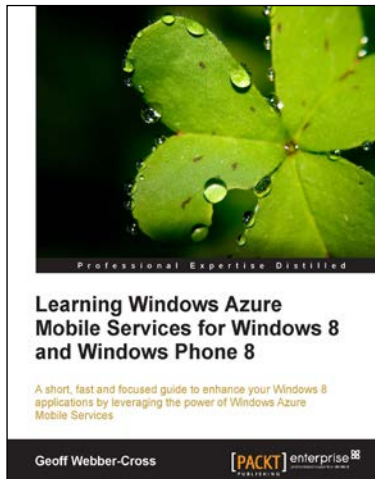 Professional Expertise Distilled
Learning Windows Azure
Mobile Services for Windows 8
and Windows Phone 8
A short, fast and focused guide to enhance your Windows 8
applications by leveraging the power of Windows Azure
Mobile Services
Geoff Webber-Cross
[PACKT] enterprise
PUBLISHING